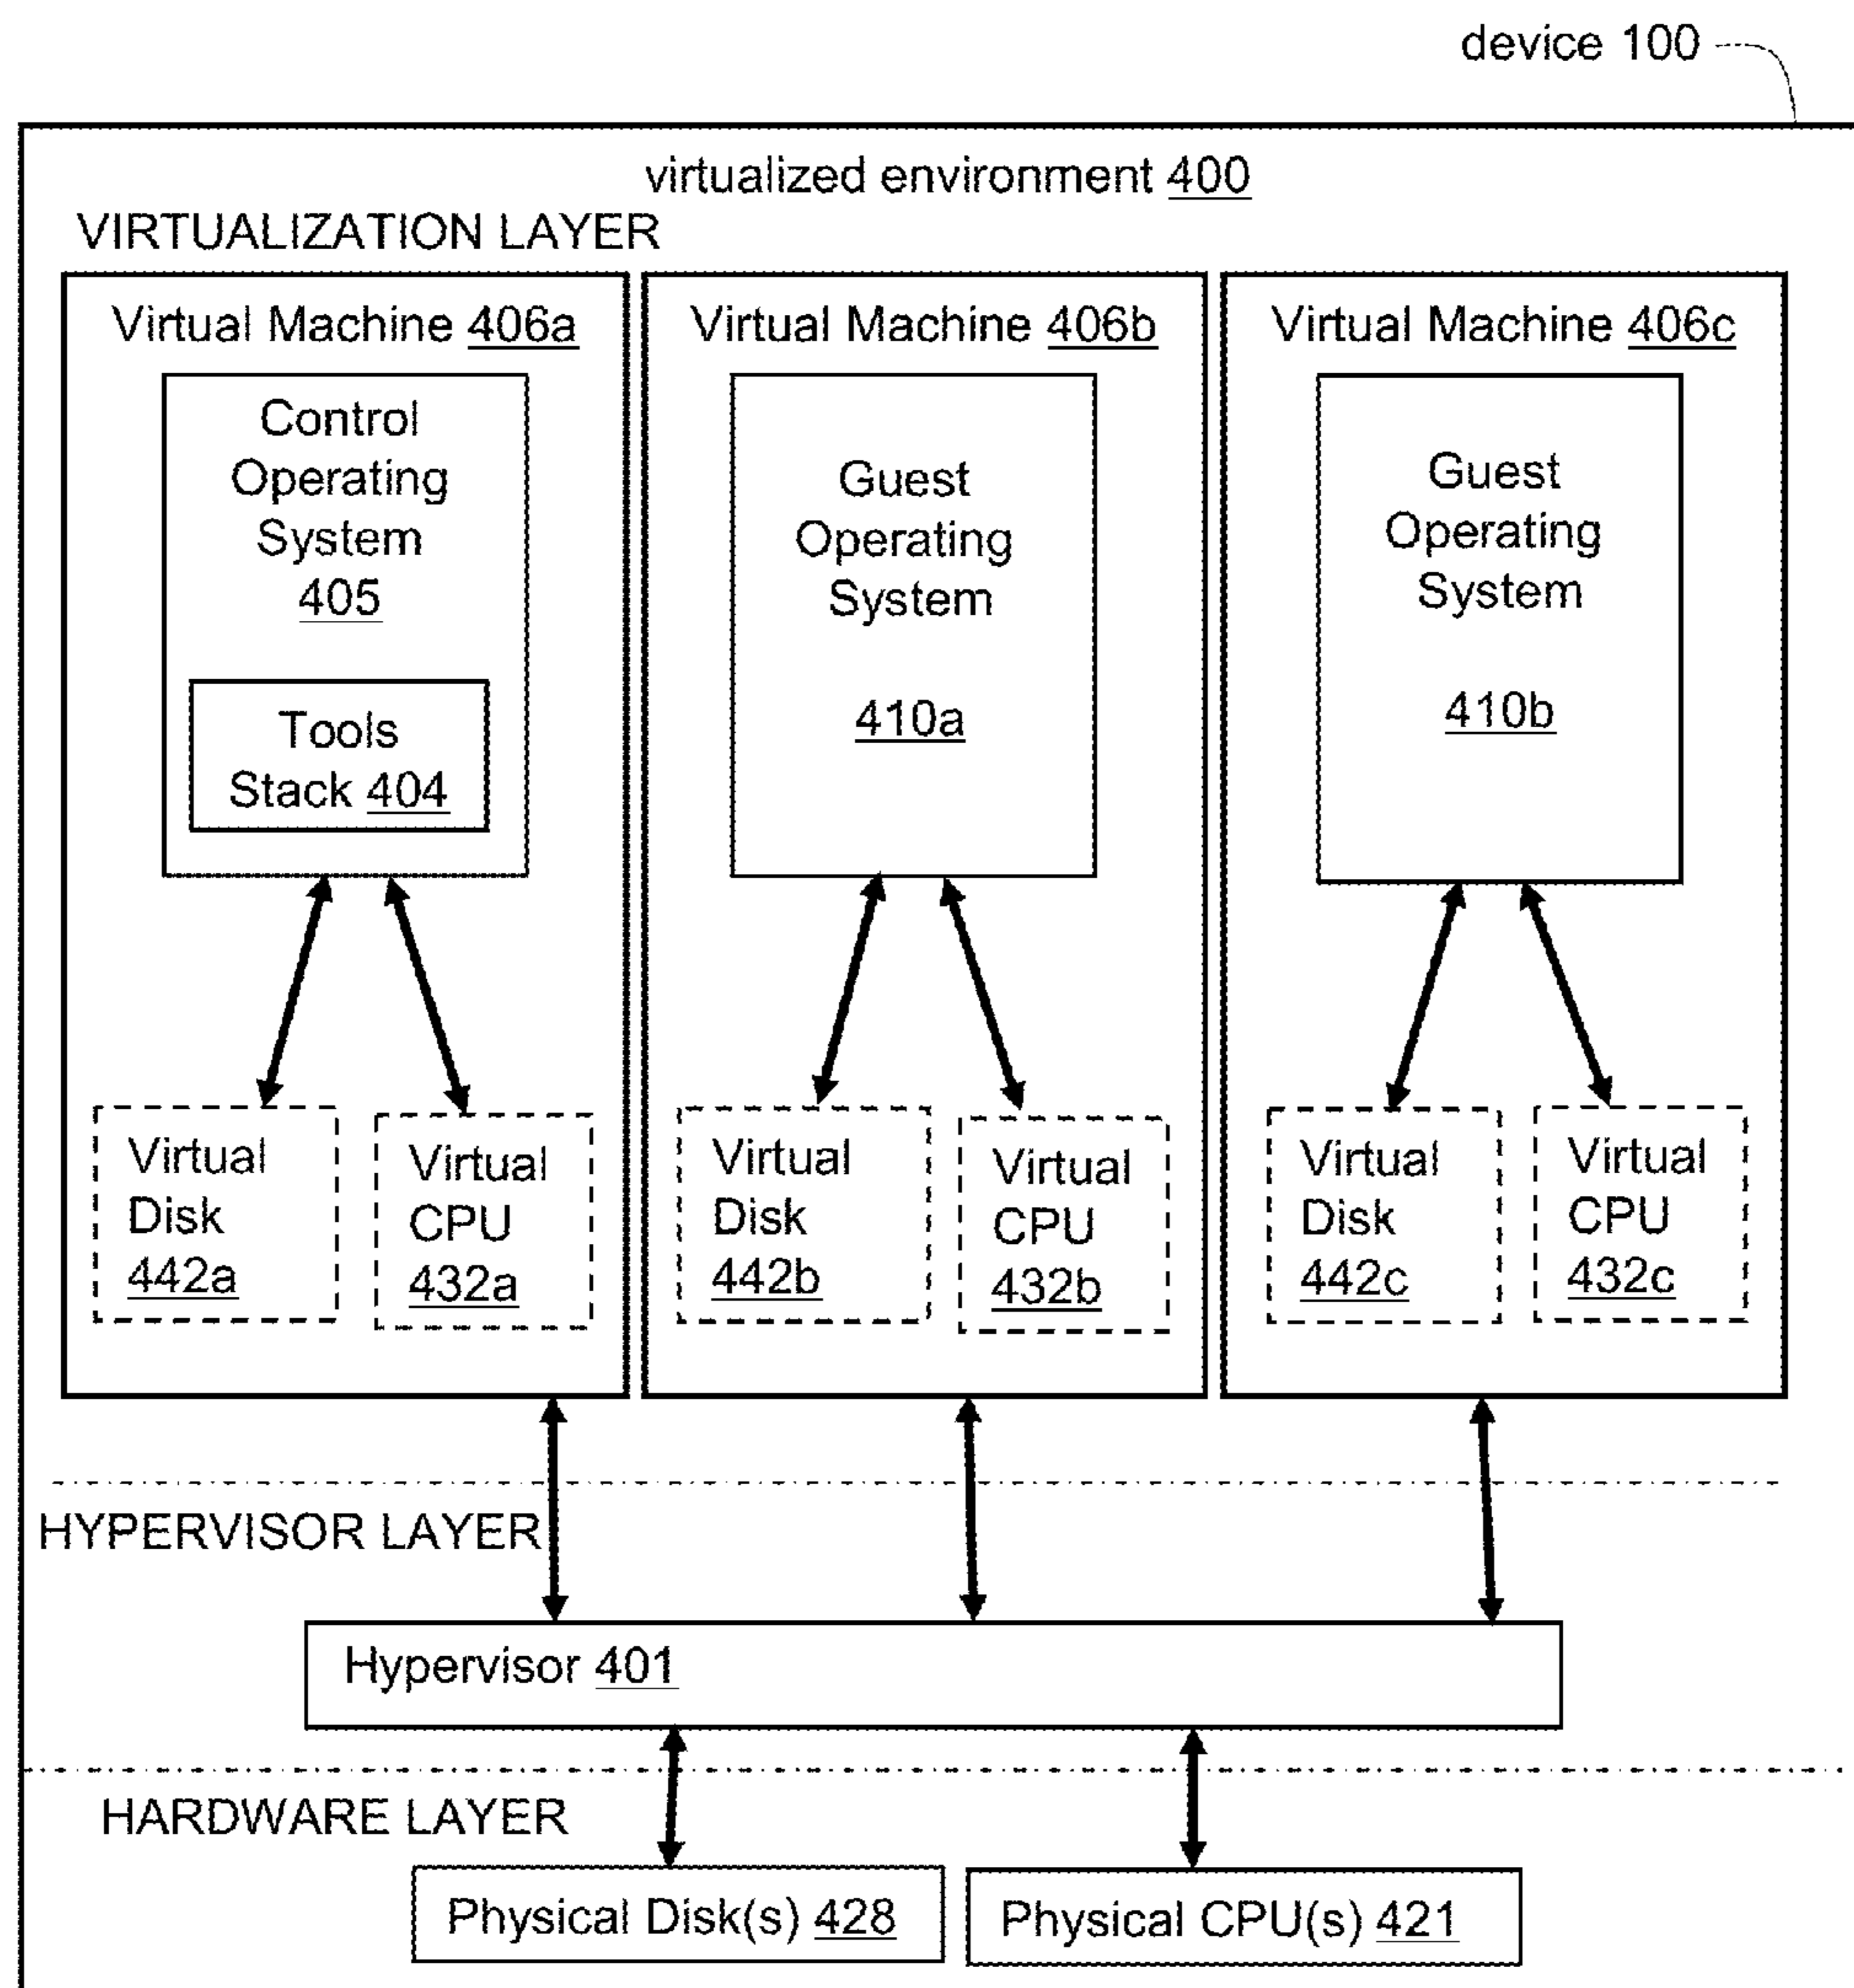 device 100
virtualized environment 400
VIRTUALIZATION LAYER
Virtual Machine 406a
Control
Operating
System
405
Tools
Stack 404
Virtual
Disk
442a
Virtual
CPU
432a
Virtual Machine 406b
Guest
Operating
System
410a
Virtual
Disk
442b
Virtual
CPU
432b
Virtual Machine 406c
Guest
Operating
System
410b
Virtual
Disk
442c
Virtual
CPU
432c
HYPERVISOR LAYER
Hypervisor 401
HARDWARE LAYER
Physical Disk(s) 428
Physical CPU(s) 421